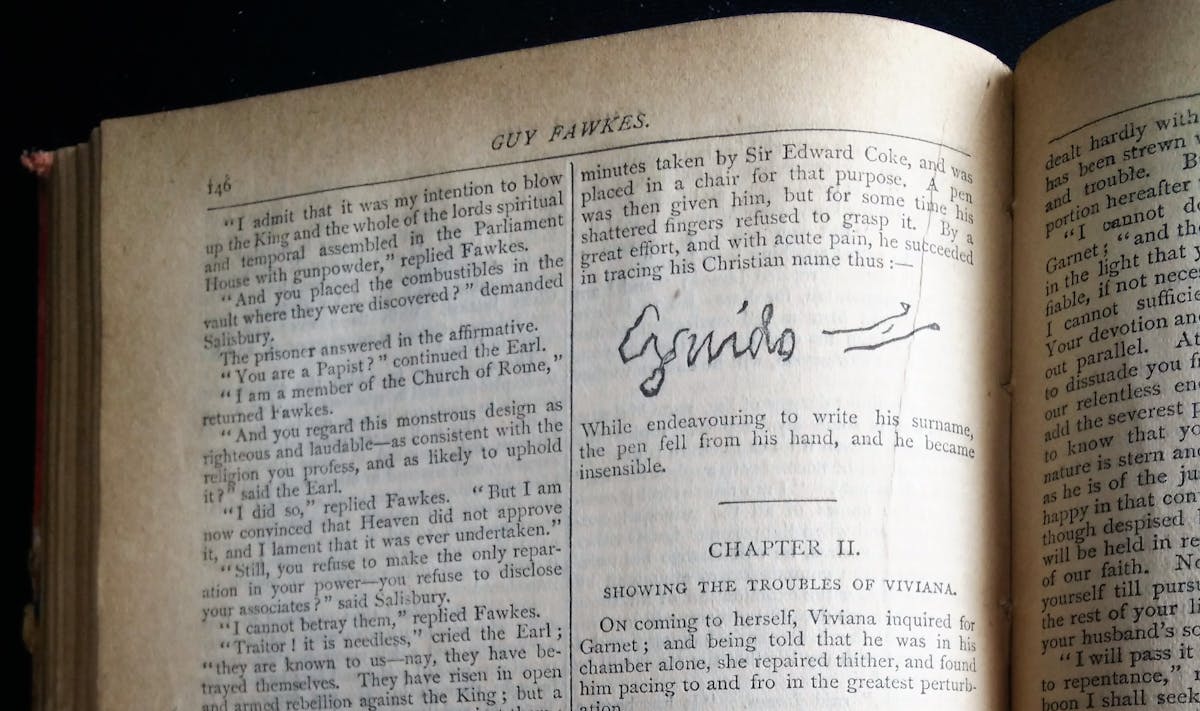 GUY FAWKES.
146
“I admit that it was my intention to blow
up the King and the whole of the lords spiritual
and temporal assembled in the Parliament
House with gunpowder,” replied Fawkes.
“And you placed the combustibles in the
vault where they were discovered?” demanded
Salisbury.
The prisoner answered in the affirmative.
“You are a Papist?” continued the Earl.
“I am a member of the Church of Rome,”
returned Fawkes.
“And you regard this monstrous design as
righteous and laudable—as consistent with the
religion you profess, and as likely to uphold
it?” said the Earl.
“I did so,” replied Fawkes. “But I am
now convinced that Heaven did not approve
it, and I lament that it was ever undertaken.”
“Still, you refuse to make the only repar-
ation in your power—you refuse to disclose
your associates?” said Salisbury.
“I cannot betray them,” replied Fawkes.
“Traitor! it is needless,” cried the Earl;
“they are known to us—nay, they have be-
trayed themselves. They have risen in open
and armed rebellion against the King; but a
minutes taken by Sir Edward Coke, and was
placed in a chair for that purpose. A pen
was then given him, but for some time his
shattered fingers refused to grasp it. By a
great effort, and with acute pain, he succeeded
in tracing his Christian name thus:—
Guido
While endeavouring to write his surname,
the pen fell from his hand, and he became
insensible.
CHAPTER II.
SHOWING THE TROUBLES OF VIVIANA.
ON coming to herself, Viviana inquired for
Garnet; and being told that he was in his
chamber alone, she repaired thither, and found
him pacing to and fro in the greatest perturb-
ation.
dealt hardly with
has been strewn
and trouble.
portion hereafter
“I cannot
Garnet; “and
in the light that
fiable, if not
I cannot
Your devotion
out parallel. At
to dissuade you
our relentless
add the severest
to know that
nature is stern
as he is of the
happy in that
though despised
will be held in
of our faith.
yourself till
the rest of your
your husband's
“I will pass it
to repentance,”
boon I shall seek